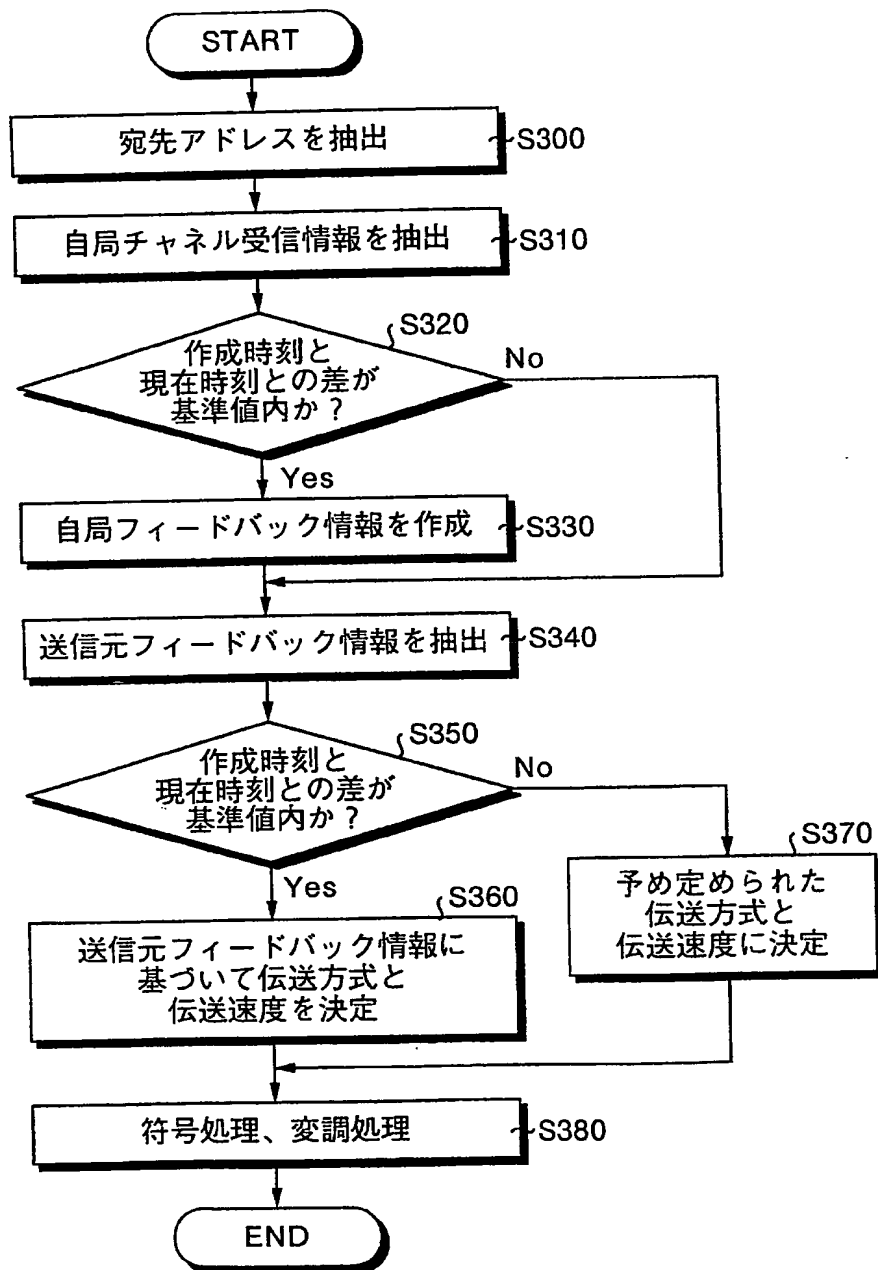 START
宛先アドレスを抽出
S300
自局チャネル受信情報を抽出
S310
S320
作成時刻と
現在時刻との差が
基準値内か？
No
Yes
自局フィードバック情報を作成
S330
送信元フィードバック情報を抽出
S340
S350
作成時刻と
現在時刻との差が
基準値内か？
No
Yes
S360
送信元フィードバック情報に
基づいて伝送方式と
伝送速度を決定
S370
予め定められた
伝送方式と
伝送速度に決定
符号処理、変調処理
S380
END